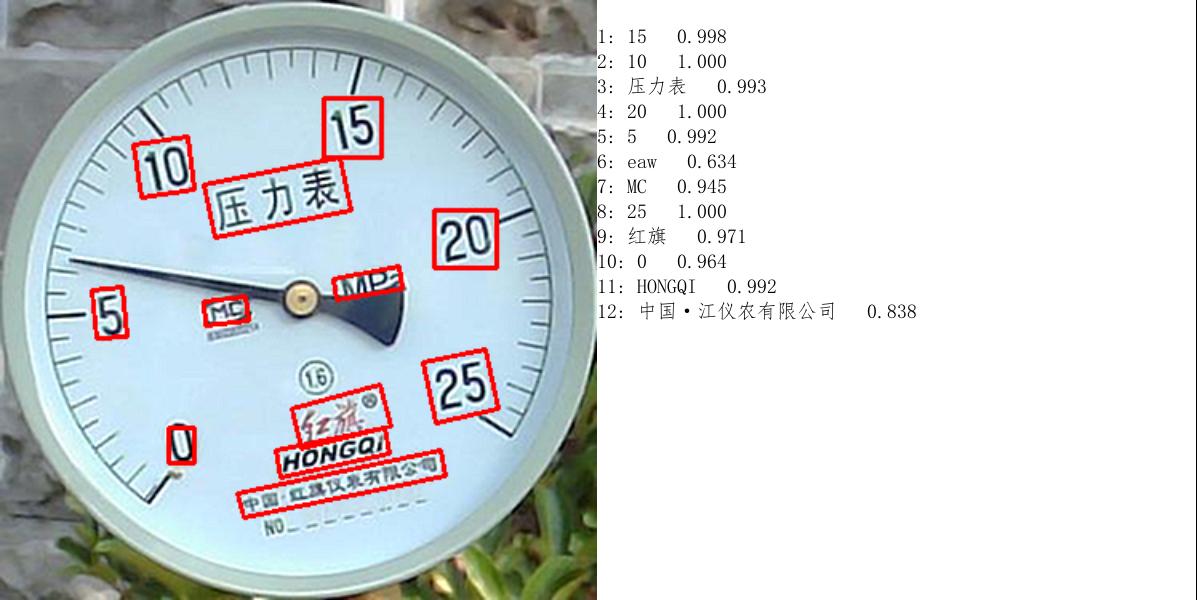 15
10
压力表
20
MPa
5
MC
1.6
25
红旗®
0
HONGQI
中国·红旗仪表有限公司
NO
1: 15 0.998
2: 10 1.000
3: 压力表 0.993
4: 20 1.000
5: 5 0.992
6: eaw 0.634
7: MC 0.945
8: 25 1.000
9: 红旗 0.971
10: 0 0.964
11: HONGQI 0.992
12: 中国·江仪农有限公司 0.838